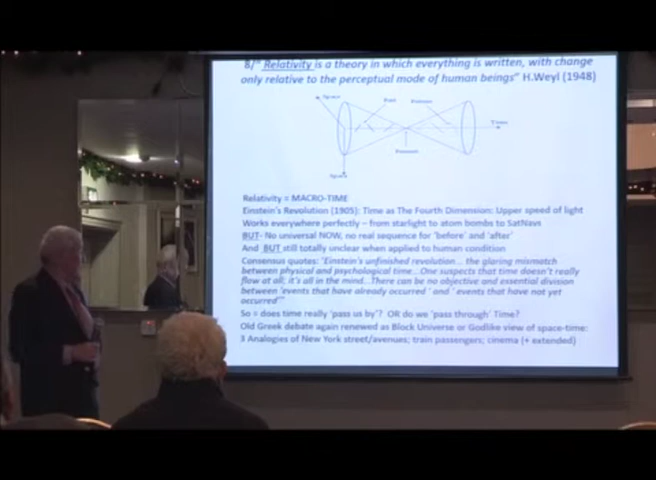 8/" Relativity is a theory in which everything is written, with change
only relative to the perceptual mode of human beings" H.Weyl (1948)
Space
Past
Future
Time
Present
Space
Relativity = MACRO-TIME
Einstein's Revolution (1905): Time as The Fourth Dimension: Upper speed of light
Works everywhere perfectly – from starlight to atom bombs to SatNavs
BUT- No universal NOW, no real sequence for 'before' and 'after'
And BUT still totally unclear when applied to human condition
Consensus quotes: 'Einstein's unfinished revolution... the glaring mismatch
between physical and psychological time...One suspects that time doesn't really
flow at all; it's all in the mind...There can be no objective and essential division
between 'events that have already occurred ' and ' events that have not yet
occurred'"
So = does time really 'pass us by'? OR do we 'pass through' Time?
Old Greek debate again renewed as Block Universe or Godlike view of space-time:
3 Analogies of New York street/avenues; train passengers; cinema (+ extended)